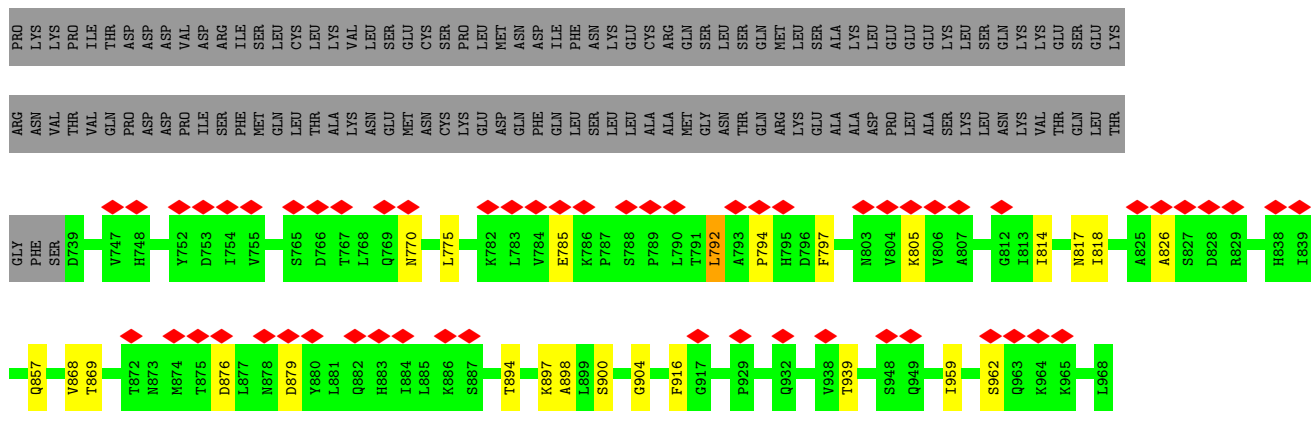 PRO LYS LYS PRO ILE THR ASP ASP ASP VAL ASP ARG ILE SER LEU CYS LEU LYS VAL LEU SER GLU CYS SER PRO LEU MET ASN ASP ILE PHE ASN LYS GLU CYS ARG GLN SER LEU SER GLN MET LEU SER ALA LYS LEU GLU GLU GLU LYS LEU SER GLN LYS LYS GLU SER GLU LYS
ARG ASN VAL THR VAL GLN PRO ASP ASP PRO ILE SER PHE MET GLN LEU THR ALA LYS ASN GLU MET ASN CYS LYS GLU ASP GLN PHE GLN LEU SER LEU LEU ALA ALA MET GLY ASN THR GLN ARG LYS GLU ALA ALA ASP PRO LEU ALA SER LYS LEU ASN LYS VAL THR GLN LEU THR
GLY PHE SER D739 V747 H748 Y752 D753 I754 V755 S765 D766 T767 L768 Q769 N770 L775 K782 L783 V784 E785 K786 P787 S788 P789 L790 T791 L792 A793 P794 H795 D796 F797 N803 V804 K805 V806 A807 G812 I813 I814 N817 I818 A825 A826 S827 D828 R829 H838 I839
Q857 V868 T869 T872 N873 M874 T875 D876 L877 N878 D879 Y880 L881 Q882 H883 I884 L885 K886 S887 T894 K897 A898 L899 S900 G904 F916 G917 P929 Q932 V938 T939 S948 Q949 I959 S962 Q963 K964 K965 L968